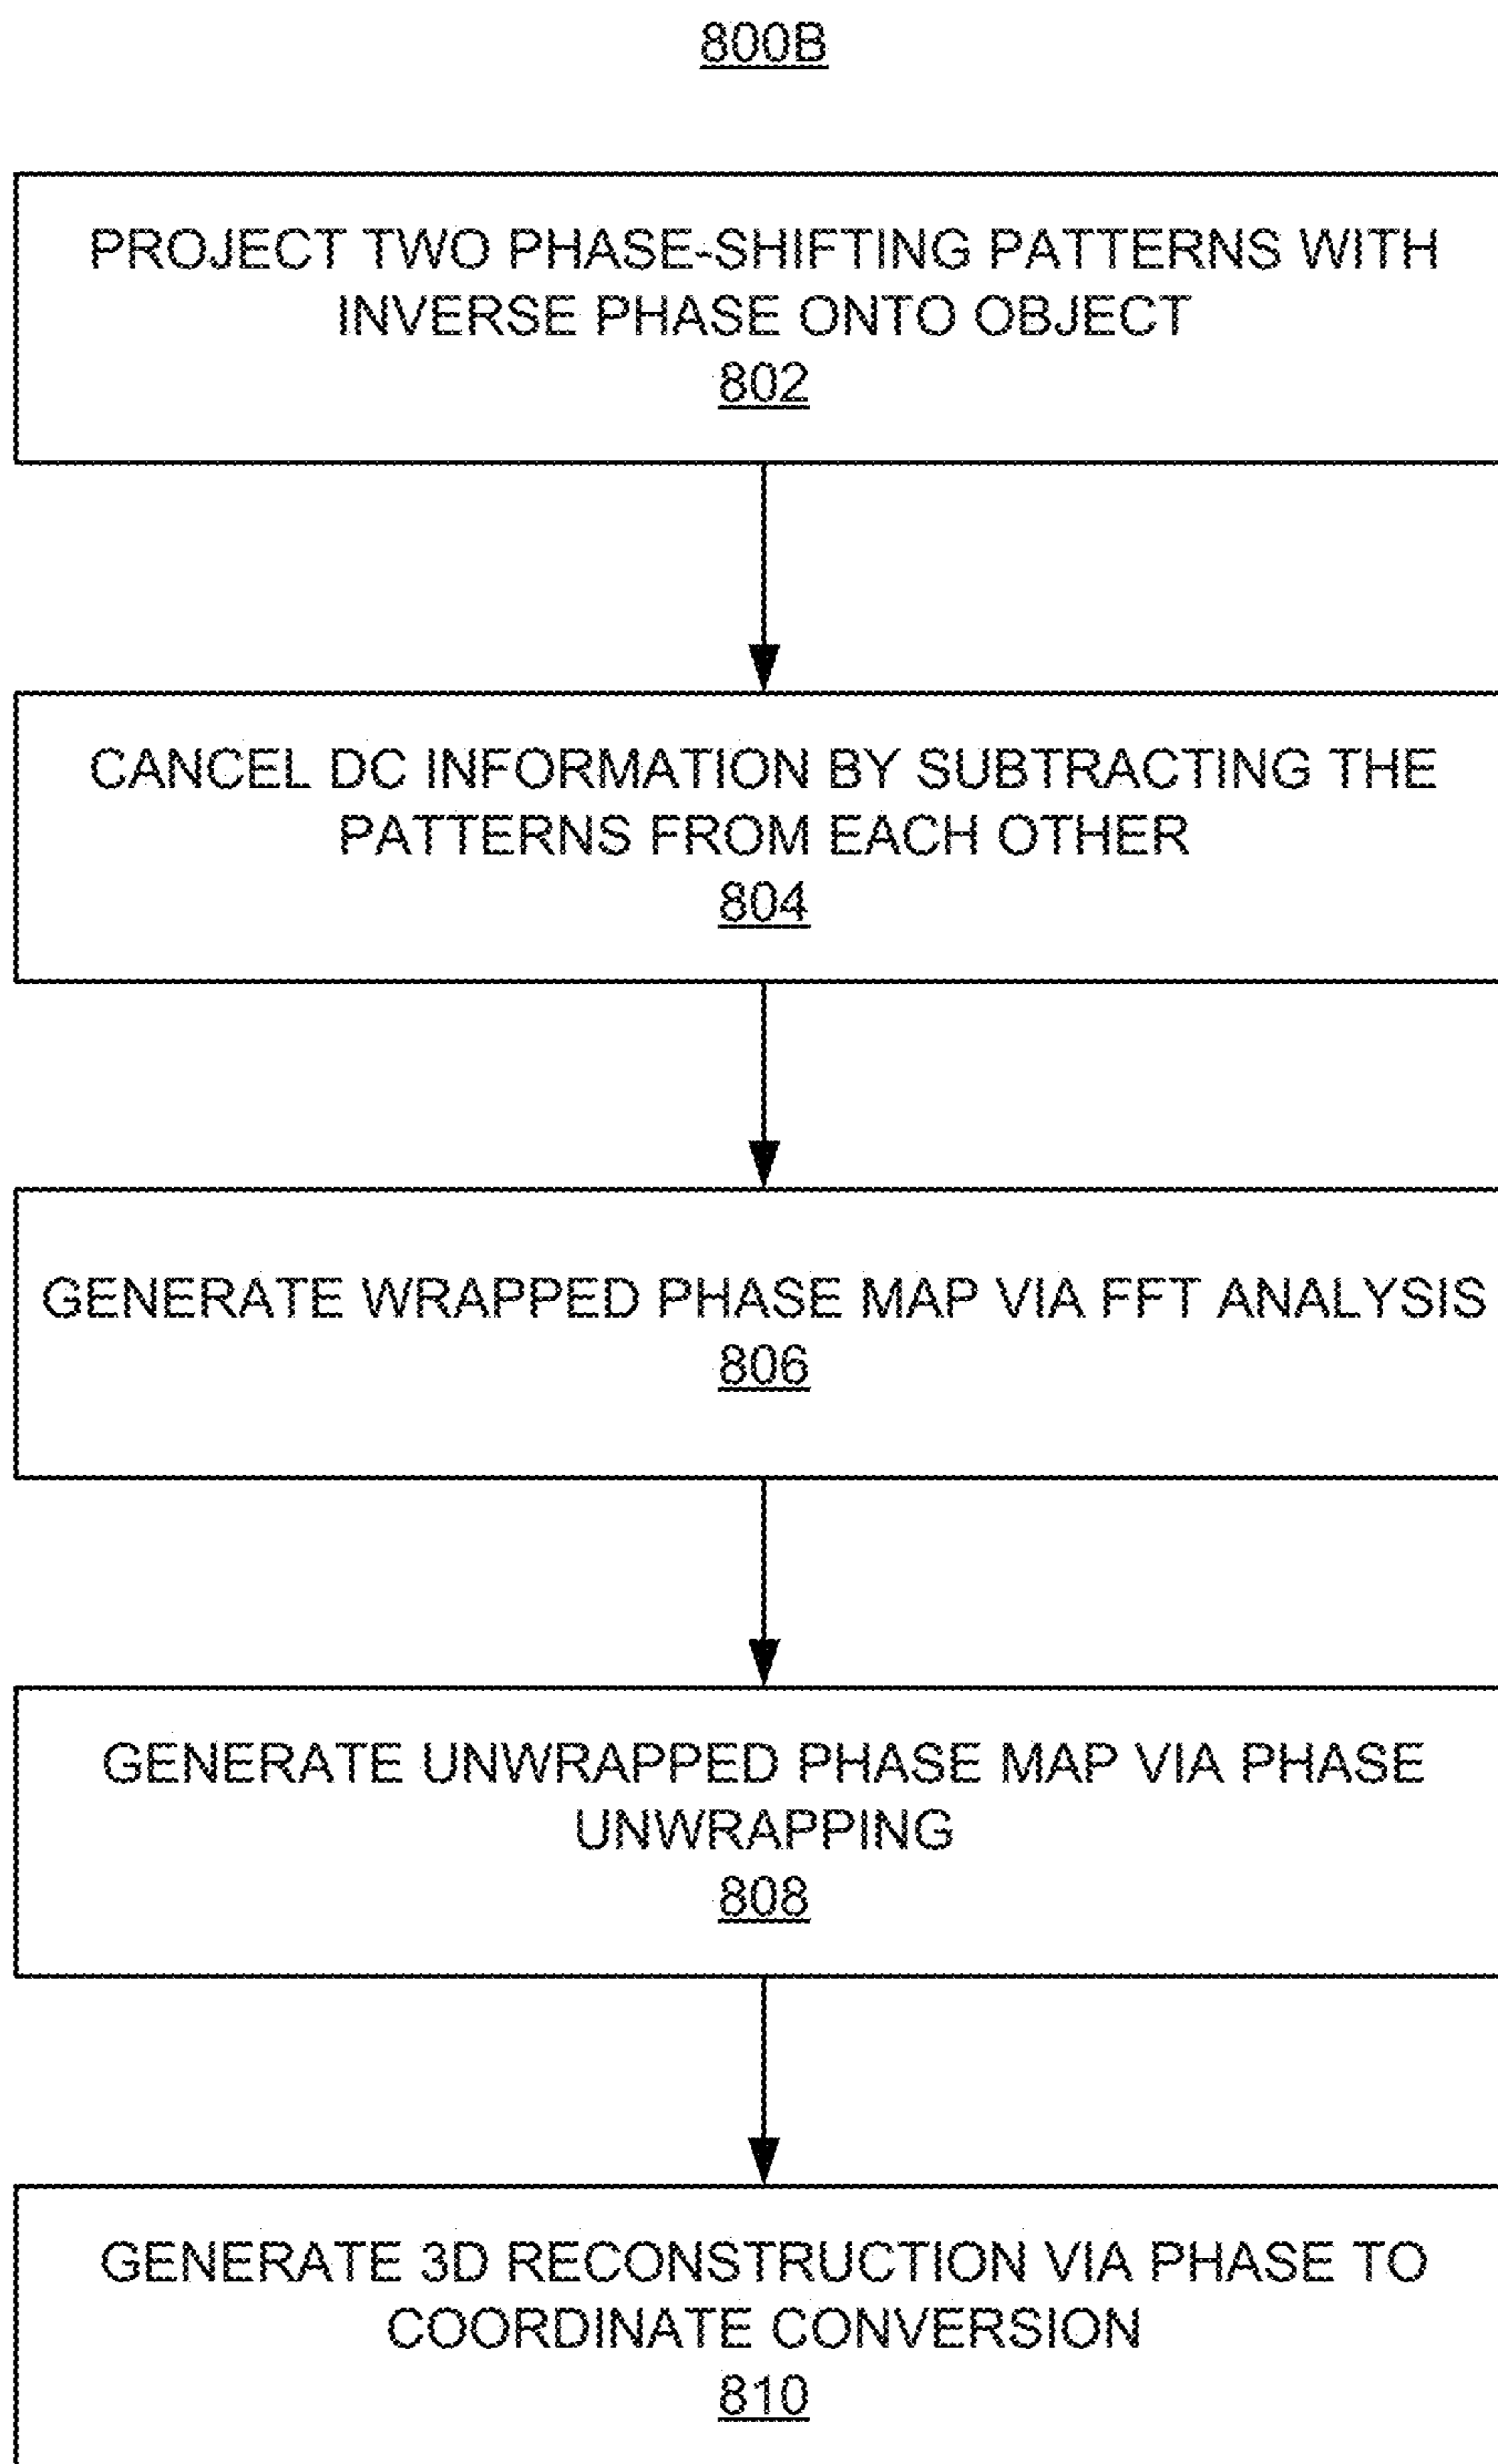 800B
PROJECT TWO PHASE-SHIFTING PATTERNS WITH
INVERSE PHASE ONTO OBJECT
802
CANCEL DC INFORMATION BY SUBTRACTING THE
PATTERNS FROM EACH OTHER
804
GENERATE WRAPPED PHASE MAP VIA FFT ANALYSIS
806
GENERATE UNWRAPPED PHASE MAP VIA PHASE
UNWRAPPING
808
GENERATE 3D RECONSTRUCTION VIA PHASE TO
COORDINATE CONVERSION
810